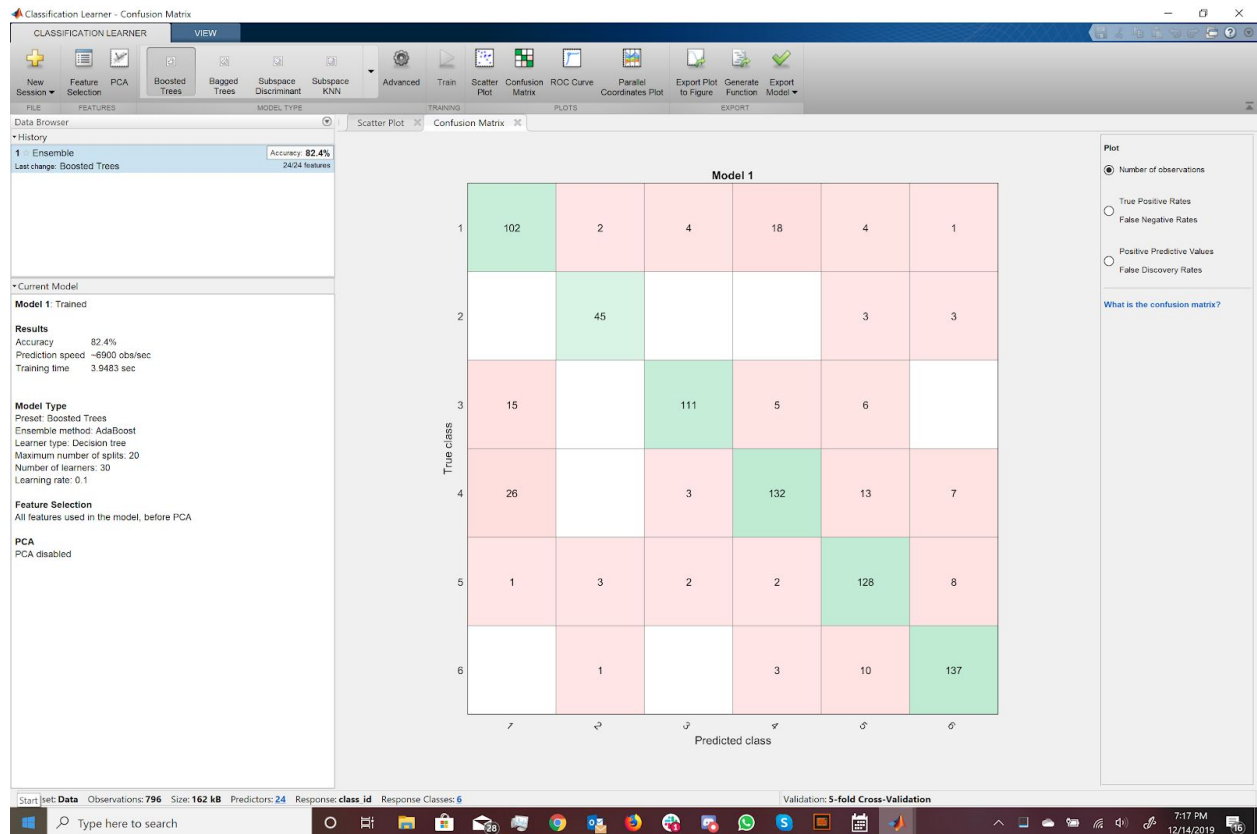 Classification Learner - Confusion Matrix
CLASSIFICATION LEARNER VIEW
New Session Feature Selection PCA Boosted Trees Bagged Trees Subspace Discriminant Subspace KNN Advanced Train Scatter Plot Confusion Matrix ROC Curve Parallel Coordinates Plot Export Plot to Figure Generate Function Export Model
FILE FEATURES MODEL TYPE TRAINING PLOTS EXPORT
Data Browser
Scatter Plot Confusion Matrix
History
1 Ensemble Accuracy: 82.4%
Last change: Boosted Trees 24/24 features
Current Model
Model 1: Trained
Results
Accuracy 82.4%
Prediction speed ~6900 obs/sec
Training time 3.9483 sec
Model Type
Preset: Boosted Trees
Ensemble method: AdaBoost
Learner type: Decision tree
Maximum number of splits: 20
Number of learners: 30
Learning rate: 0.1
Feature Selection
All features used in the model, before PCA
PCA
PCA disabled
Model 1
True class
1 102 2 4 18 4 1
2 45 3 3
3 15 111 5 6
4 26 3 132 13 7
5 1 3 2 2 128 8
6 1 3 10 137
1 2 3 4 5 6
Predicted class
Plot
Number of observations
True Positive Rates
False Negative Rates
Positive Predictive Values
False Discovery Rates
What is the confusion matrix?
Start set: Data Observations: 796 Size: 162 kB Predictors: 24 Response: class_id Response Classes: 6 Validation: 5-fold Cross-Validation
Type here to search
28
7:17 PM
12/14/2019
16